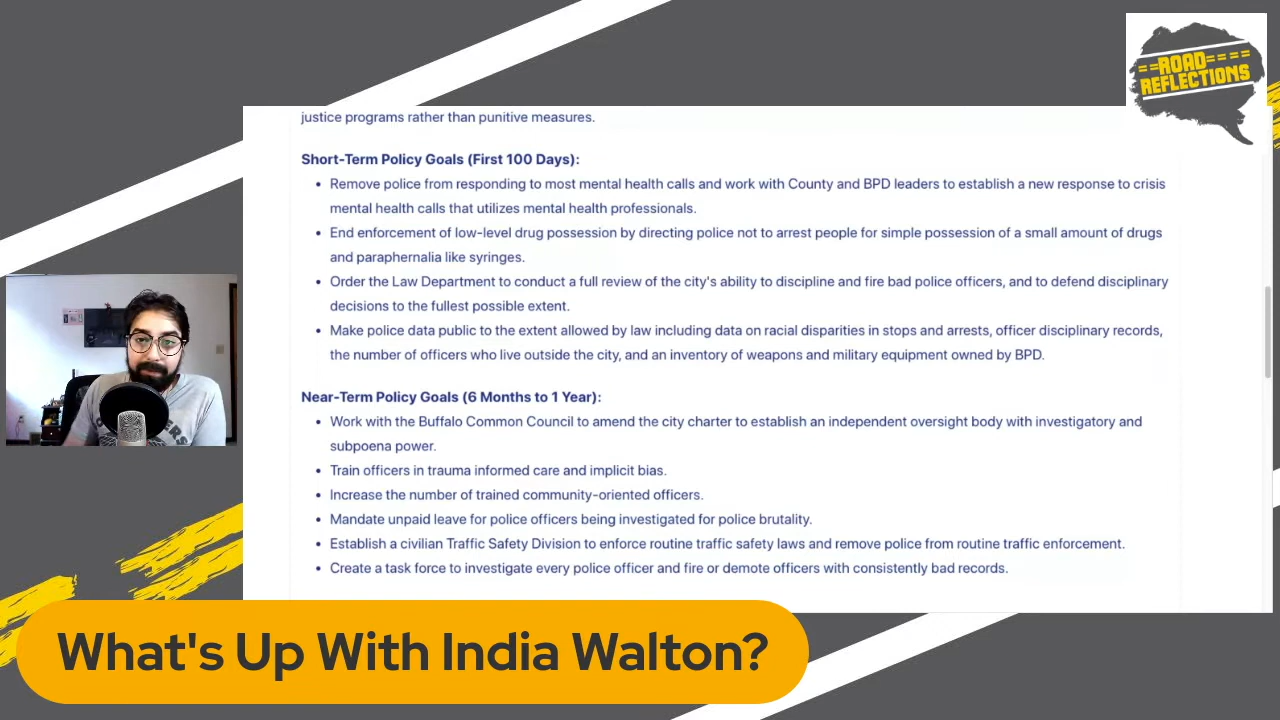 ==ROAD====
REFLECTIONS
justice programs rather than punitive measures.
Short-Term Policy Goals (First 100 Days):
• Remove police from responding to most mental health calls and work with County and BPD leaders to establish a new response to crisis
mental health calls that utilizes mental health professionals.
• End enforcement of low-level drug possession by directing police not to arrest people for simple possession of a small amount of drugs
and paraphernalia like syringes.
• Order the Law Department to conduct a full review of the city's ability to discipline and fire bad police officers, and to defend disciplinary
decisions to the fullest possible extent.
• Make police data public to the extent allowed by law including data on racial disparities in stops and arrests, officer disciplinary records,
the number of officers who live outside the city, and an inventory of weapons and military equipment owned by BPD.
Near-Term Policy Goals (6 Months to 1 Year):
• Work with the Buffalo Common Council to amend the city charter to establish an independent oversight body with investigatory and
subpoena power.
• Train officers in trauma informed care and implicit bias.
• Increase the number of trained community-oriented officers.
• Mandate unpaid leave for police officers being investigated for police brutality.
• Establish a civilian Traffic Safety Division to enforce routine traffic safety laws and remove police from routine traffic enforcement.
• Create a task force to investigate every police officer and fire or demote officers with consistently bad records.
What's Up With India Walton?